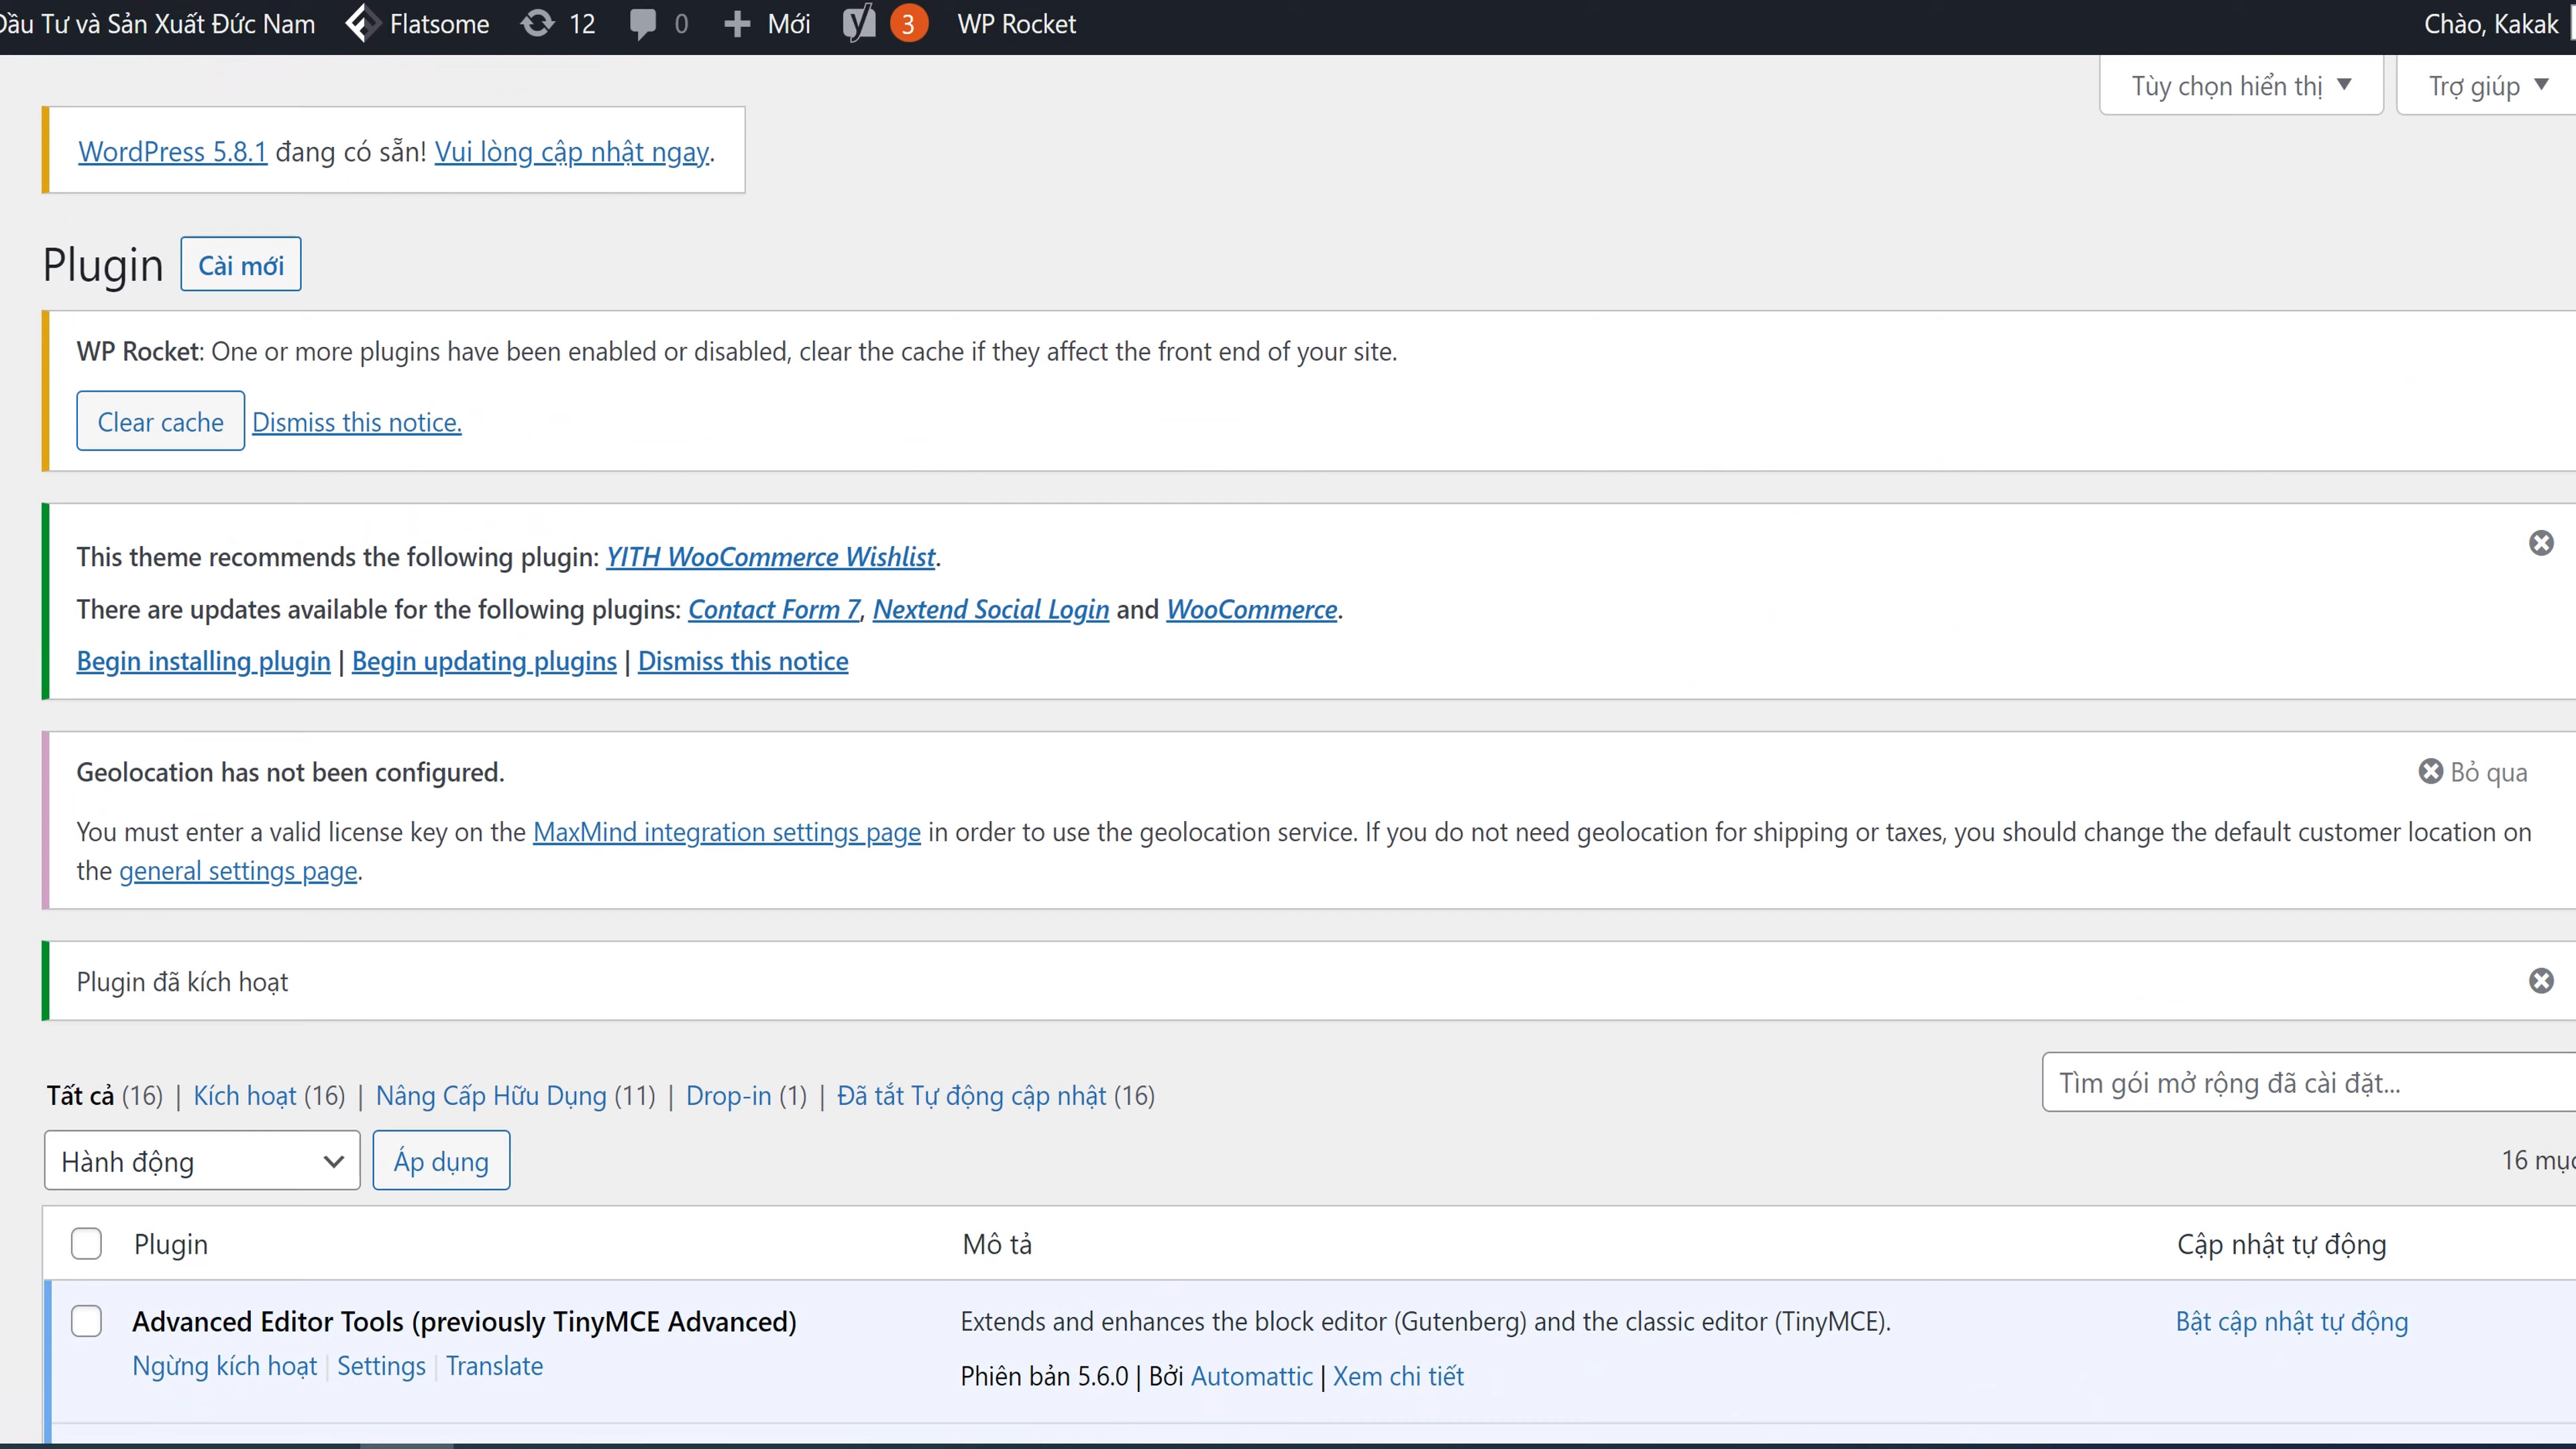 Đầu Tư và Sản Xuất Đức Nam Flatsome 12 0 Mới 3 WP Rocket Chào, Kakak
Tùy chọn hiển thị Trợ giúp
WordPress 5.8.1 đang có sẵn! Vui lòng cập nhật ngay.
Plugin Cài mới
WP Rocket: One or more plugins have been enabled or disabled, clear the cache if they affect the front end of your site.
Clear cache Dismiss this notice.
This theme recommends the following plugin: YITH WooCommerce Wishlist.
There are updates available for the following plugins: Contact Form 7, Nextend Social Login and WooCommerce.
Begin installing plugin | Begin updating plugins | Dismiss this notice
Geolocation has not been configured. Bỏ qua
You must enter a valid license key on the MaxMind integration settings page in order to use the geolocation service. If you do not need geolocation for shipping or taxes, you should change the default customer location on
the general settings page.
Plugin đã kích hoạt
Tất cả (16) | Kích hoạt (16) | Nâng Cấp Hữu Dụng (11) | Drop-in (1) | Đã tắt Tự động cập nhật (16)
Tìm gói mở rộng đã cài đặt...
Hành động Áp dụng 16 mục
Plugin Mô tả Cập nhật tự động
Advanced Editor Tools (previously TinyMCE Advanced) Extends and enhances the block editor (Gutenberg) and the classic editor (TinyMCE). Bật cập nhật tự động
Ngừng kích hoạt | Settings | Translate Phiên bản 5.6.0 | Bởi Automattic | Xem chi tiết